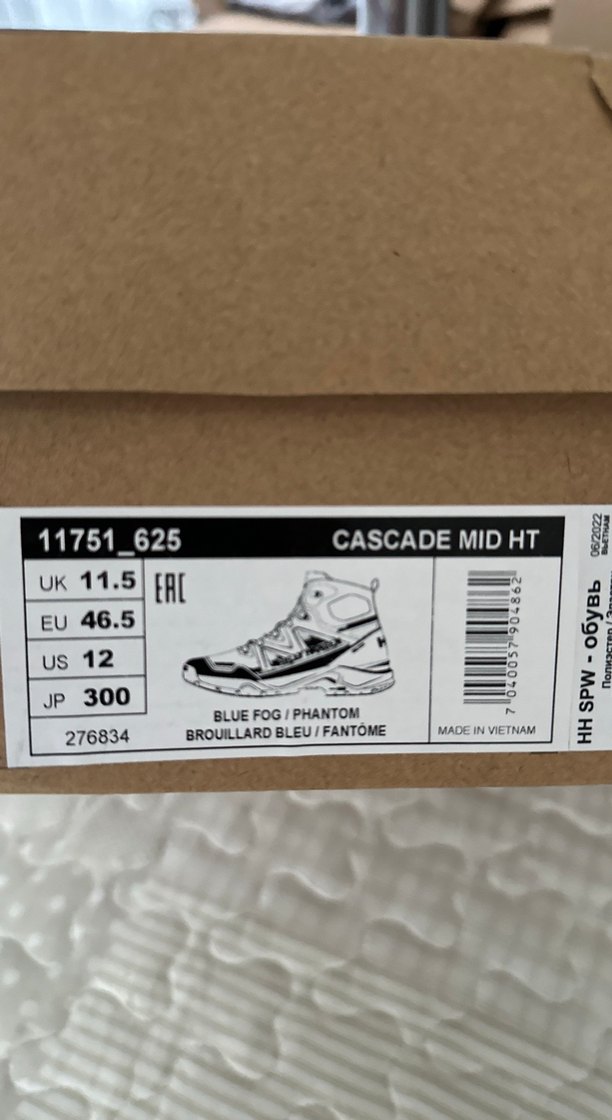 11751_625 CASCADE MID HT
UK 11.5
EU 46.5
US 12
JP 300
276834
EAC
BLUE FOG / PHANTOM
BROUILLARD BLEU / FANTÔME
7 040057 904862
MADE IN VIETNAM
HH SPW - обувь
06/2022
ВЬЕТНАМ